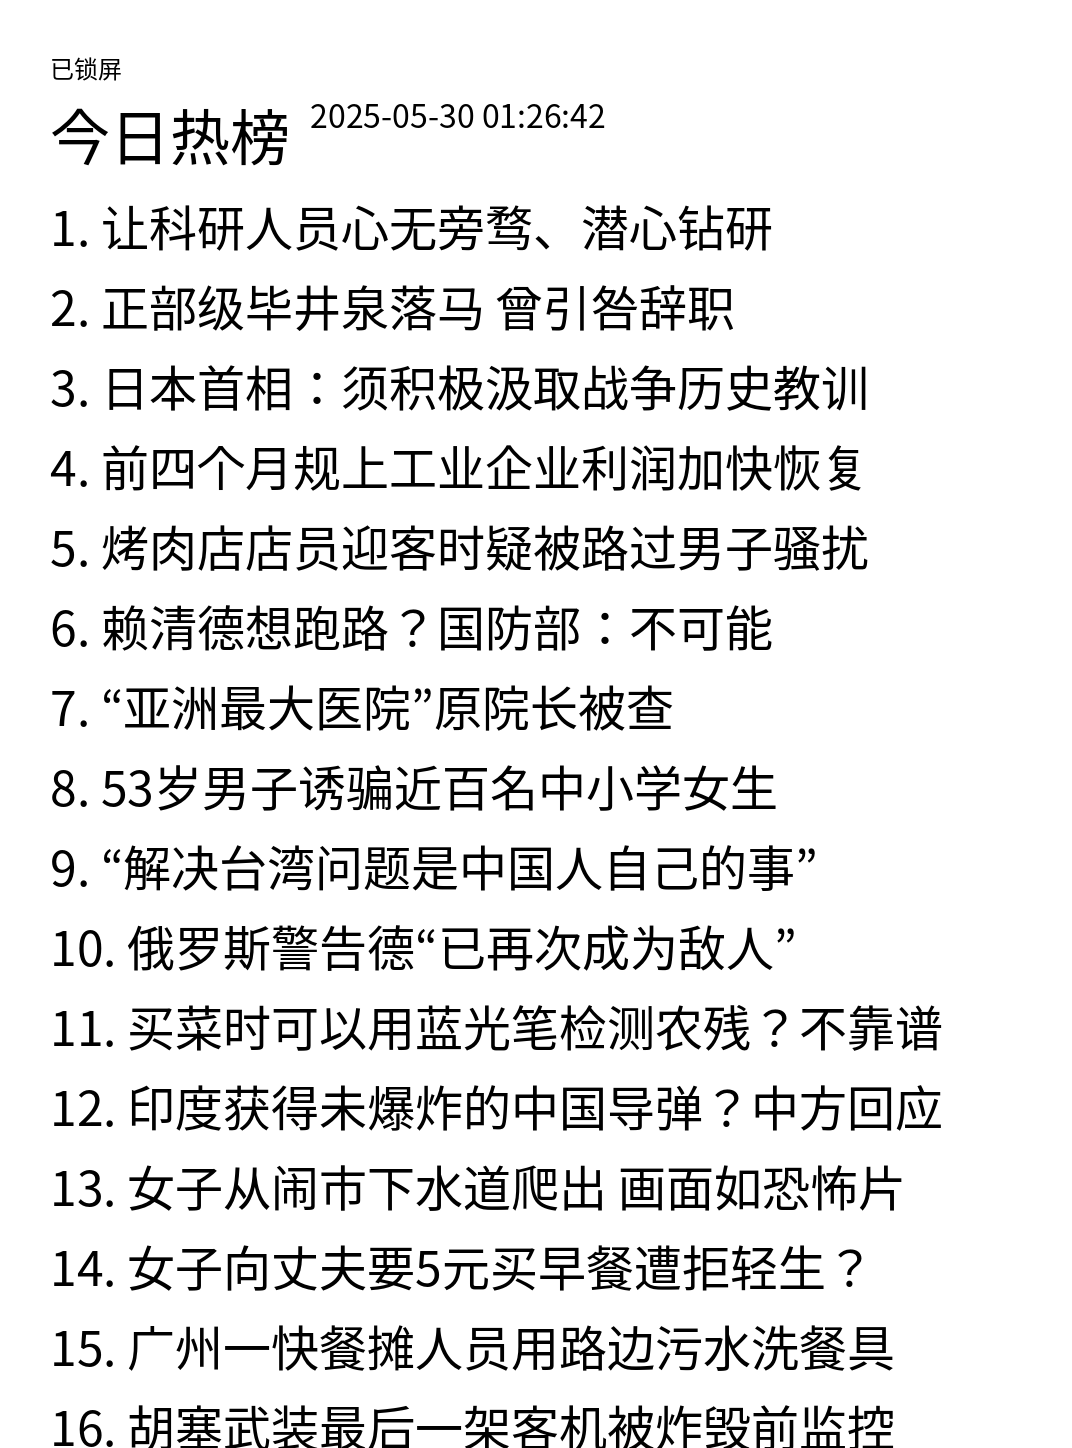 已锁屏
今日热榜 2025-05-30 01:26:42
1. 让科研人员心无旁骛、潜心钻研
2. 正部级毕井泉落马 曾引咎辞职
3. 日本首相：须积极汲取战争历史教训
4. 前四个月规上工业企业利润加快恢复
5. 烤肉店店员迎客时疑被路过男子骚扰
6. 赖清德想跑路？国防部：不可能
7. “亚洲最大医院”原院长被查
8. 53岁男子诱骗近百名中小学女生
9. “解决台湾问题是中国人自己的事”
10. 俄罗斯警告德“已再次成为敌人”
11. 买菜时可以用蓝光笔检测农残？不靠谱
12. 印度获得未爆炸的中国导弹？中方回应
13. 女子从闹市下水道爬出 画面如恐怖片
14. 女子向丈夫要5元买早餐遭拒轻生？
15. 广州一快餐摊人员用路边污水洗餐具
16. 胡塞武装最后一架客机被炸毁前监控